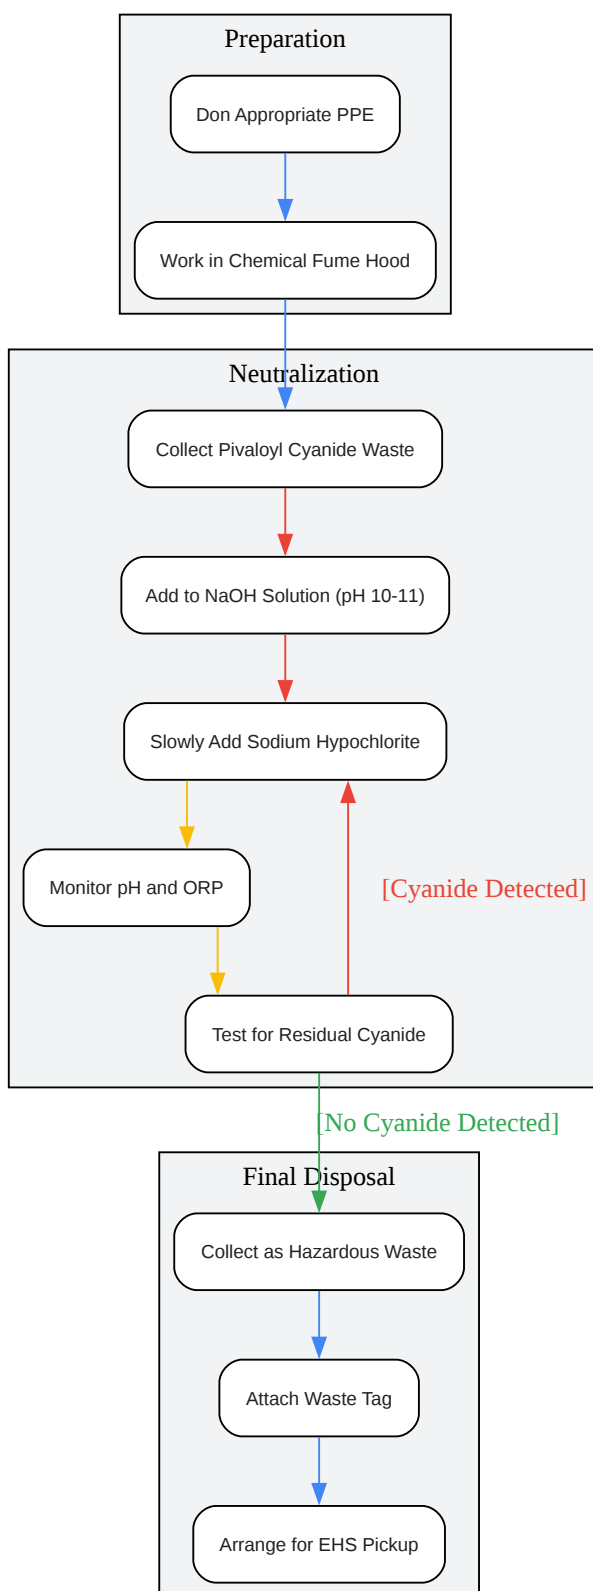 Preparation
Don Appropriate PPE
Work in Chemical Fume Hood
Neutralization
Collect Pivaloyl Cyanide Waste
Add to NaOH Solution (pH 10-11)
Slowly Add Sodium Hypochlorite
Monitor pH and ORP
[Cyanide Detected]
Test for Residual Cyanide
[No Cyanide Detected]
Final Disposal
Collect as Hazardous Waste
Attach Waste Tag
Arrange for EHS Pickup